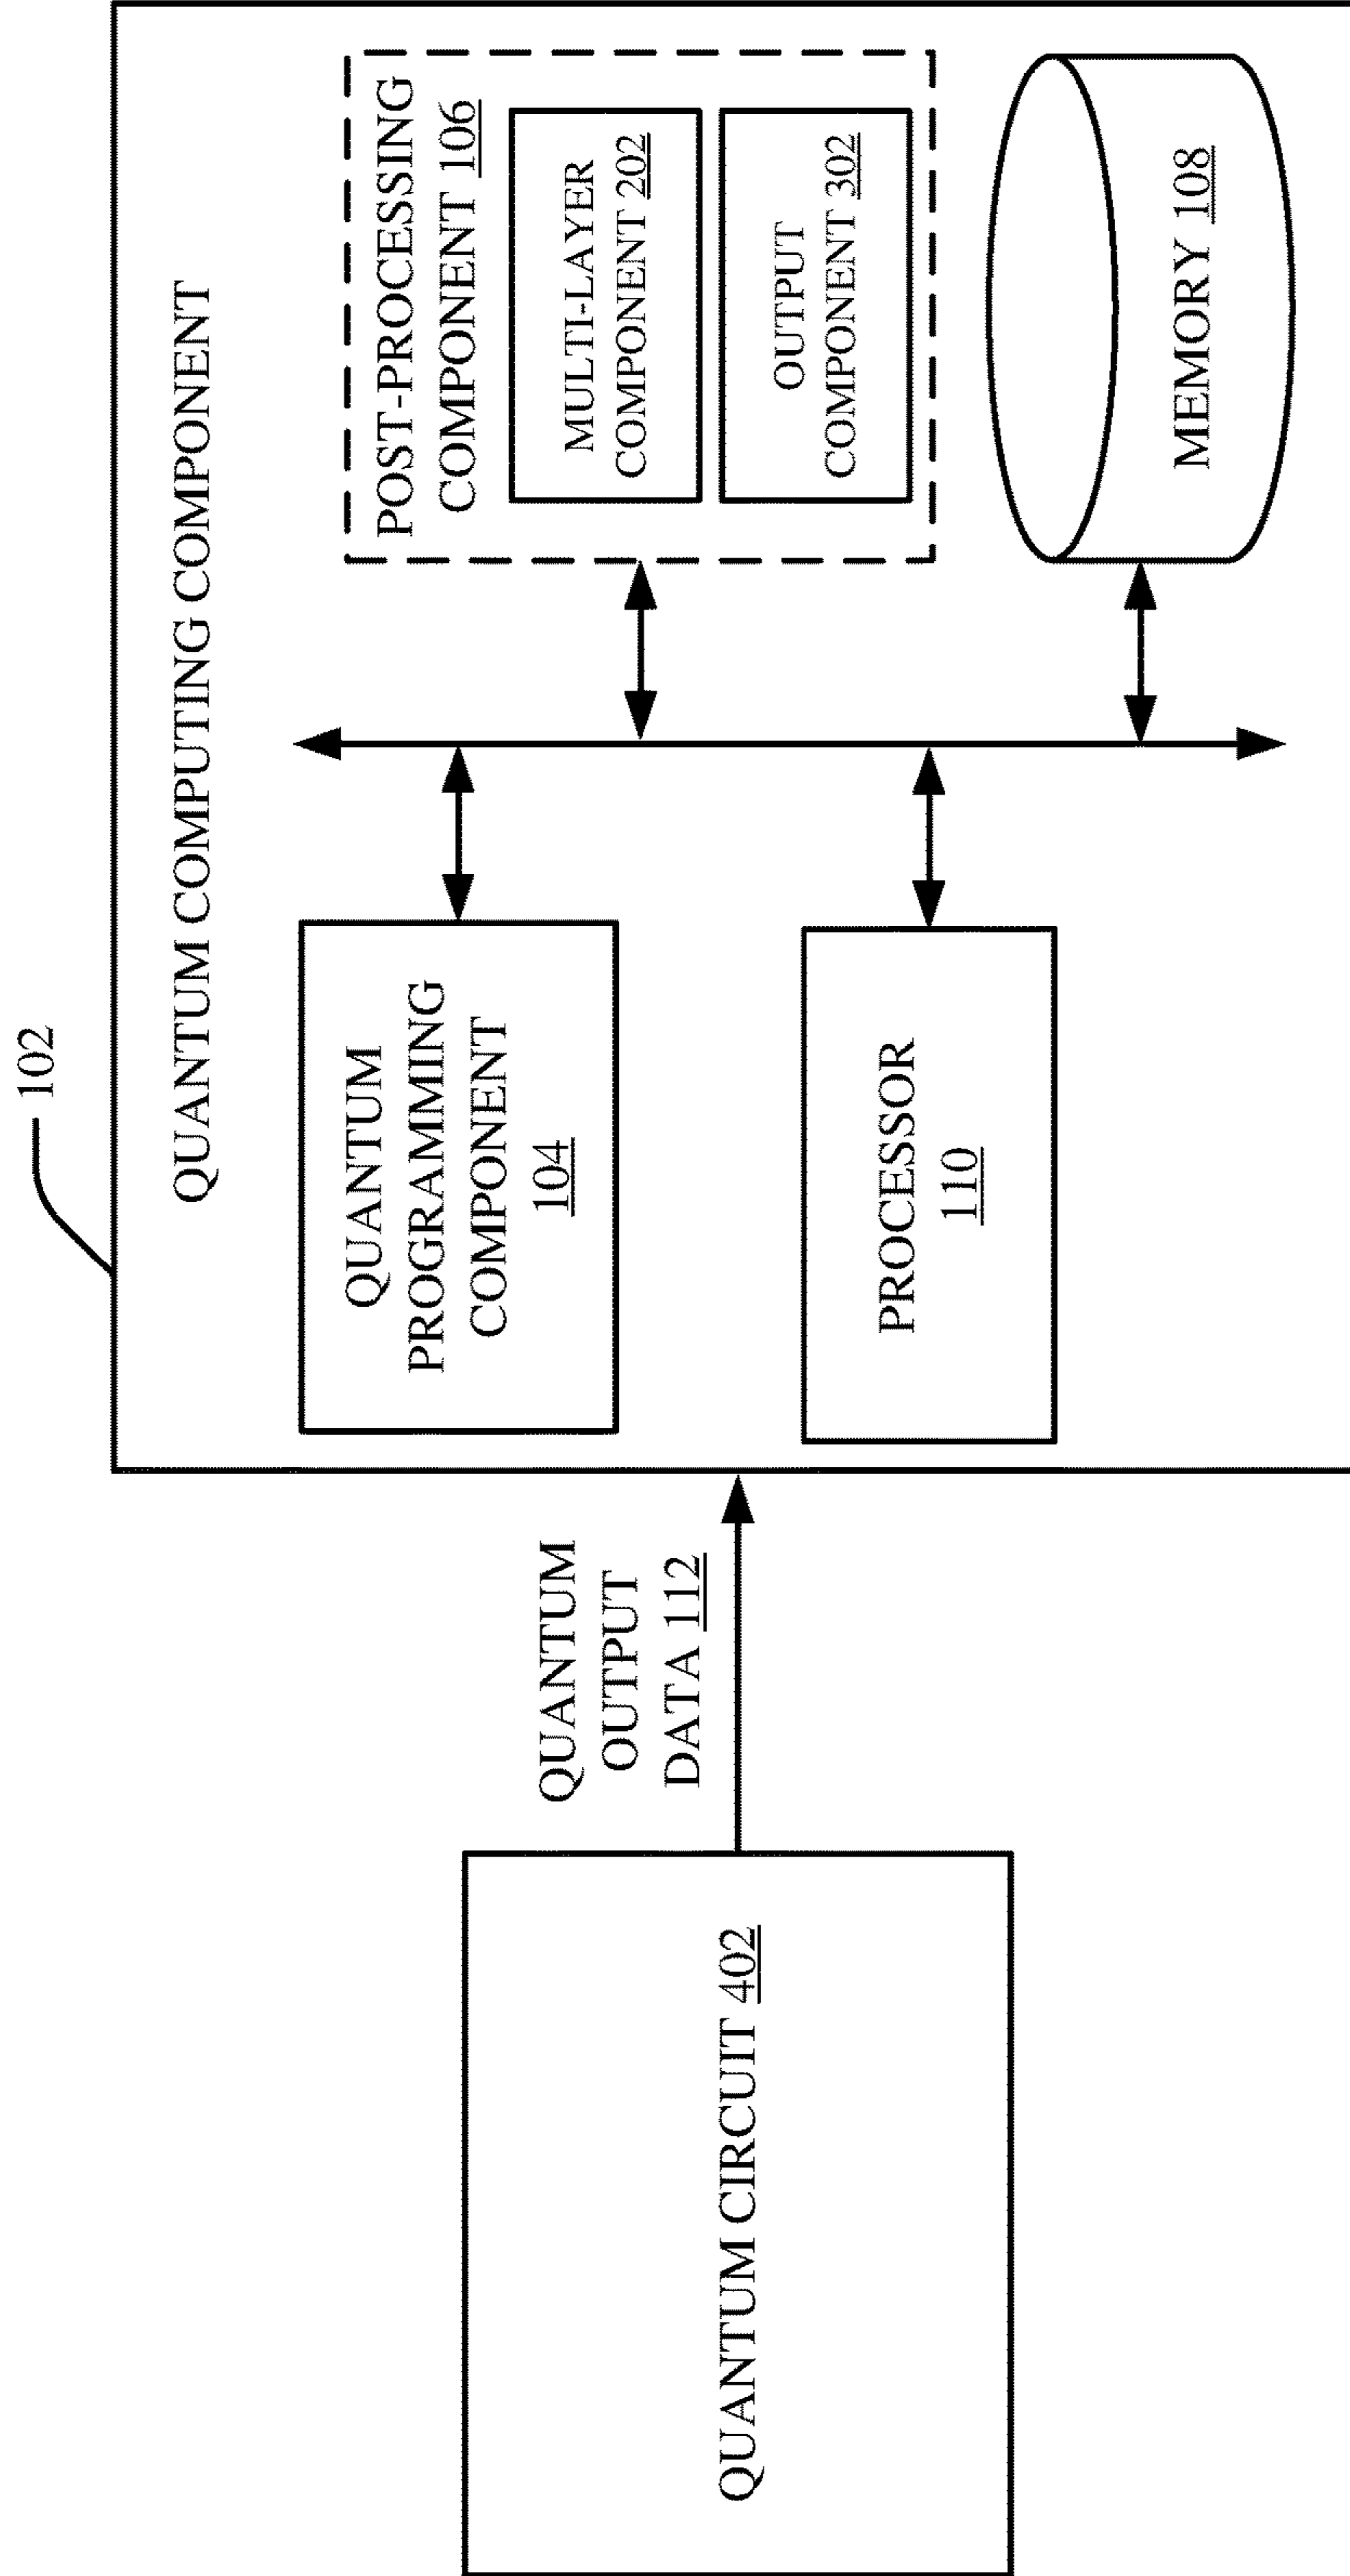 102
QUANTUM COMPUTING COMPONENT
QUANTUM
PROGRAMMING
COMPONENT
104
POST-PROCESSING
COMPONENT 106
MULTI-LAYER
COMPONENT 202
OUTPUT
COMPONENT 302
QUANTUM
OUTPUT
DATA 112
QUANTUM CIRCUIT 402
PROCESSOR
110
MEMORY 108